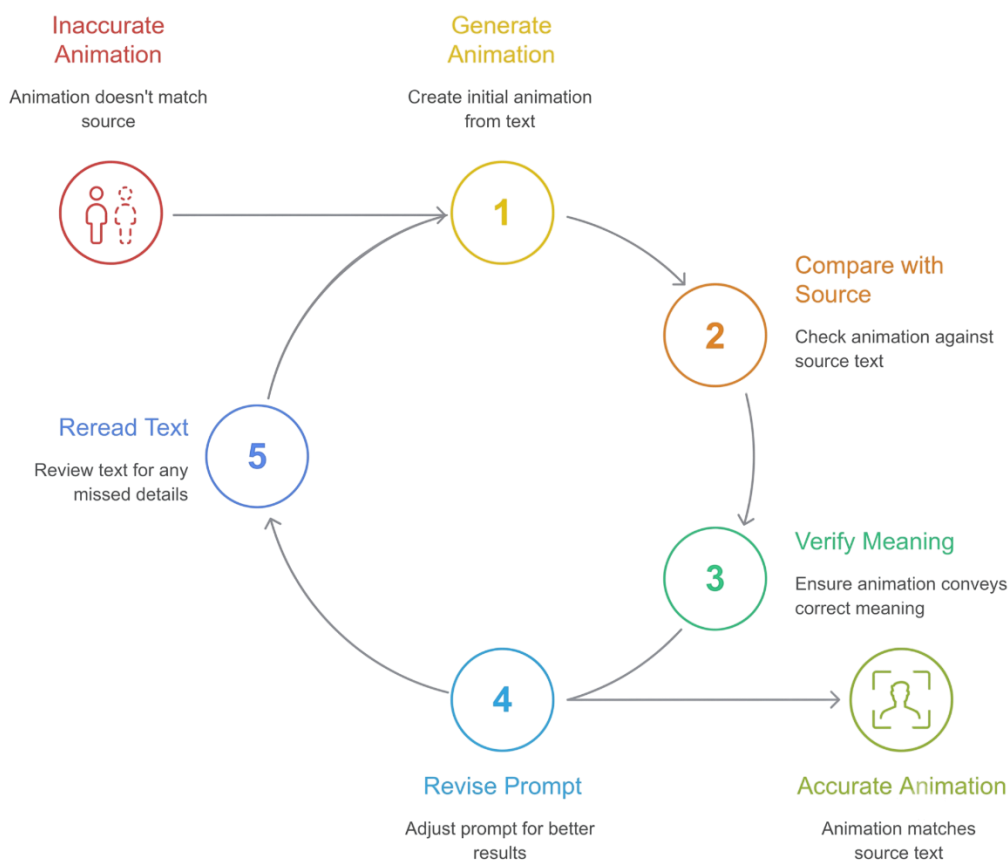 Inaccurate
Animation
Animation doesn't match
source
Generate
Animation
Create initial animation
from text
1
2
Compare with
Source
Check animation against
source text
5
Reread Text
Review text for any
missed details
3
Verify Meaning
Ensure animation conveys
correct meaning
4
Revise Prompt
Adjust prompt for better
results
Accurate Animation
Animation matches
source text